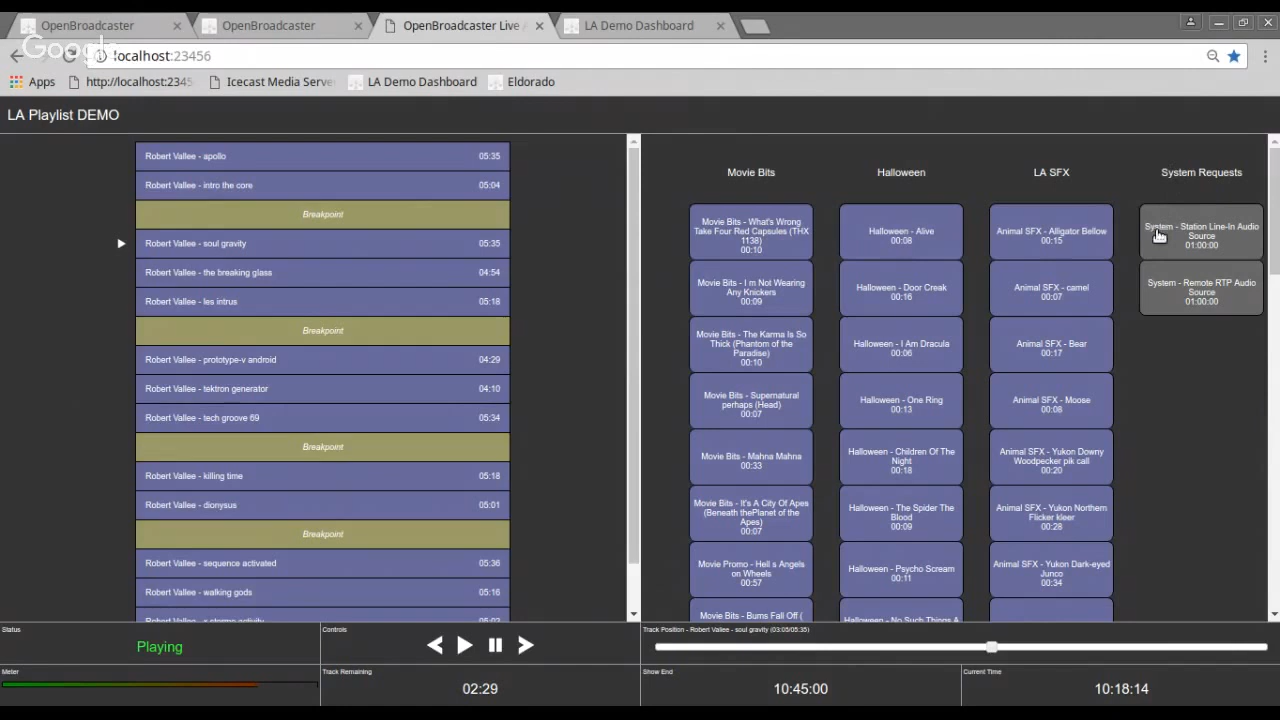 OpenBroadcaster
OpenBroadcaster
OpenBroadcaster Live
LA Demo Dashboard
Google
localhost:23456
Apps
http://localhost:2345
Icecast Media Serve
LA Demo Dashboard
Eldorado
LA Playlist DEMO
Robert Vallee - apollo 05:35
Robert Vallee - intro the core 05:04
Breakpoint
Robert Vallee - soul gravity 05:35
Robert Vallee - the breaking glass 04:54
Robert Vallee - les intrus 05:18
Breakpoint
Robert Vallee - prototype-v android 04:29
Robert Vallee - tektron generator 04:10
Robert Vallee - tech groove 69 05:34
Breakpoint
Robert Vallee - killing time 05:18
Robert Vallee - dionysus 05:01
Breakpoint
Robert Vallee - sequence activated 05:36
Robert Vallee - walking gods 05:16
Movie Bits
Movie Bits - What's Wrong
Take Four Red Capsules (THX
1138)
00:10
Movie Bits - I m Not Wearing
Any Knickers
00:09
Movie Bits - The Karma Is So
Thick (Phantom of the
Paradise)
00:10
Movie Bits - Supernatural
perhaps (Head)
00:07
Movie Bits - Mahna Mahna
00:33
Movie Bits - It's A City Of Apes
(Beneath thePlanet of the
Apes)
00:07
Movie Promo - Hell s Angels
on Wheels
00:57
Movie Bits - Burns Fall Off (
Halloween
Halloween - Alive
00:08
Halloween - Door Creak
00:16
Halloween - I Am Dracula
00:06
Halloween - One Ring
00:13
Halloween - Children Of The
Night
00:18
Halloween - The Spider The
Blood
00:09
Halloween - Psycho Scream
00:11
Halloween - No Such Things A
LA SFX
Animal SFX - Alligator Bellow
00:15
Animal SFX - camel
00:07
Animal SFX - Bear
00:17
Animal SFX - Moose
00:08
Animal SFX - Yukon Downy
Woodpecker pik call
00:20
Animal SFX - Yukon Northern
Flicker kleer
00:28
Animal SFX - Yukon Dark-eyed
Junco
00:34
System Requests
System - Station Line-In Audio
Source
01:00:00
System - Remote RTP Audio
Source
01:00:00
Status
Playing
Controls
Track Position - Robert Vallee - soul gravity (03:05/05:35)
Meter
Track Remaining
02:29
Show End
10:45:00
Current Time
10:18:14